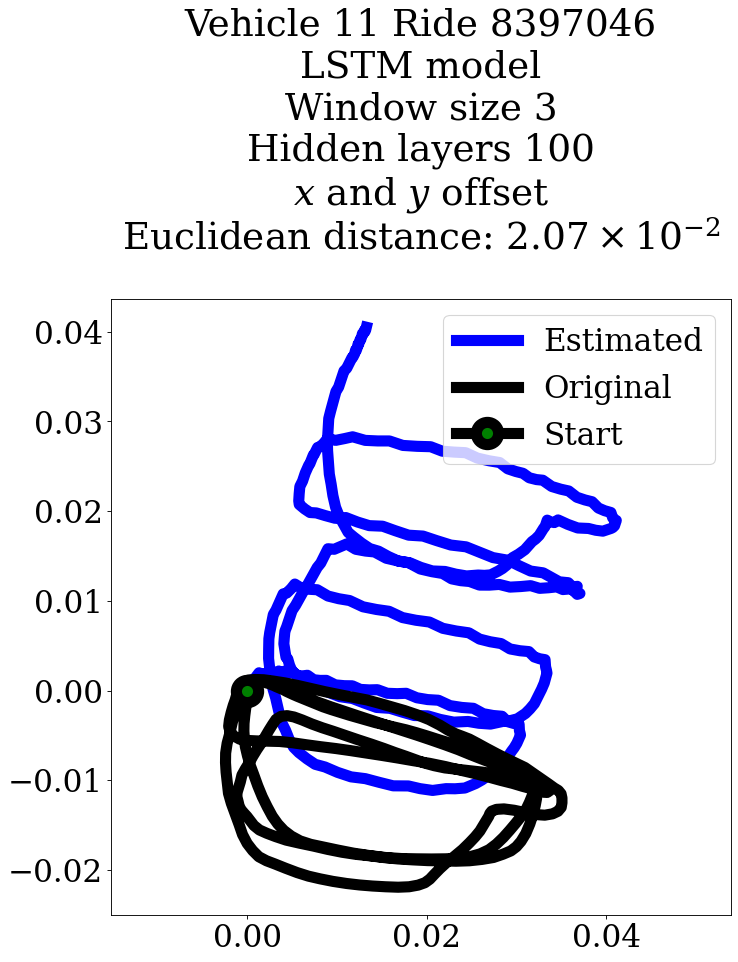 Vehicle 11 Ride 8397046
LSTM model
Window size 3
Hidden layers 100
x and y offset
Euclidean distance: 2.07 × 10⁻²
Estimated
Original
Start
0.04
0.03
0.02
0.01
0.00
−0.01
−0.02
0.00 0.02 0.04